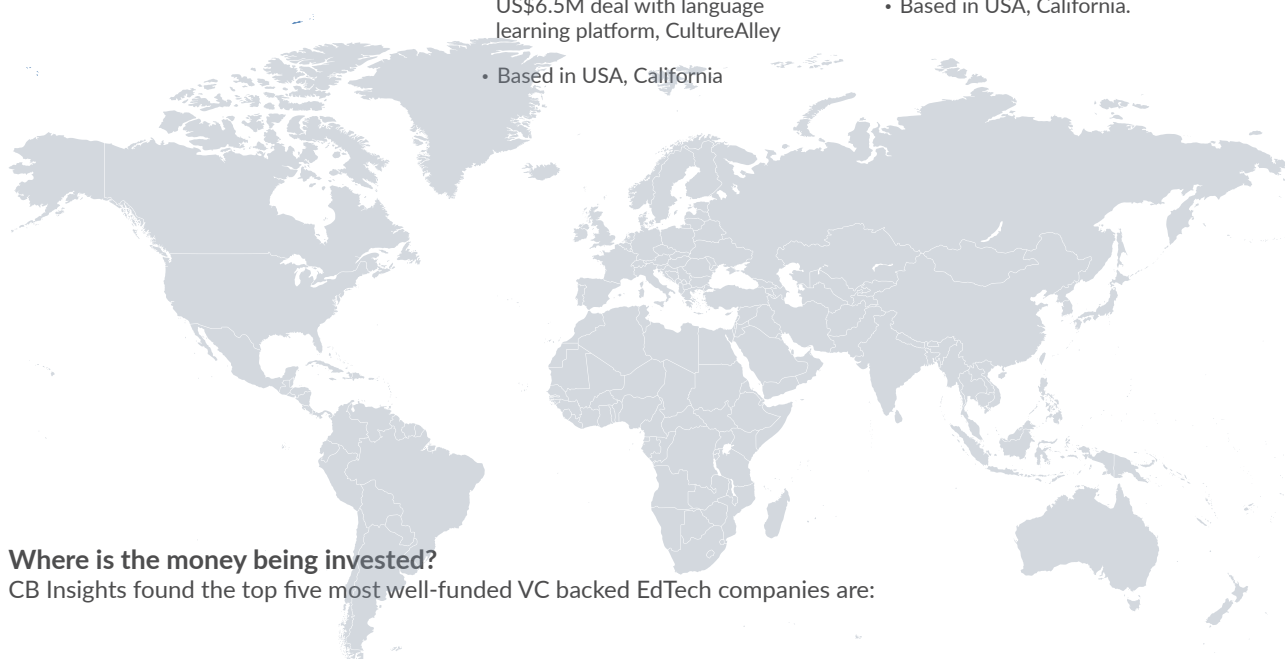 US$6.5M deal with language
learning platform, CultureAlley
• Based in USA, California
• Based in USA, California.
Where is the money being invested?
CB Insights found the top five most well-funded VC backed EdTech companies are: